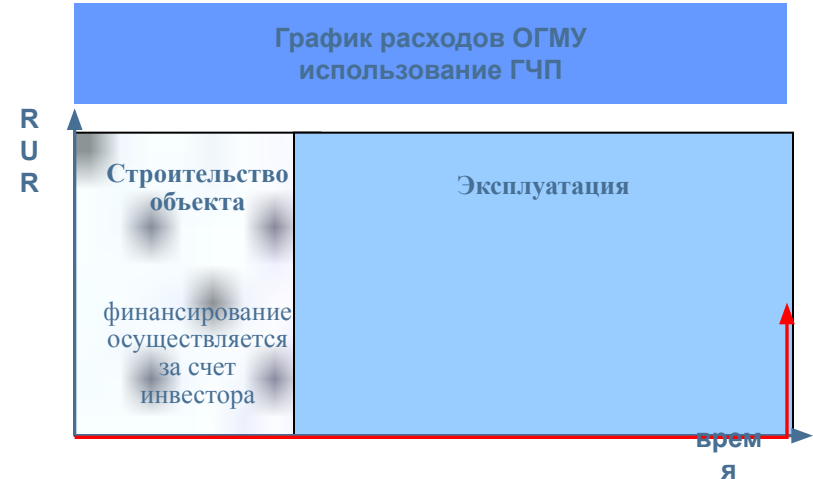 График расходов ОГМУ
использование ГЧП
R
U
R
Строительство
объекта
Эксплуатация
финансирование
осуществляется
за счет
инвестора
врем
я